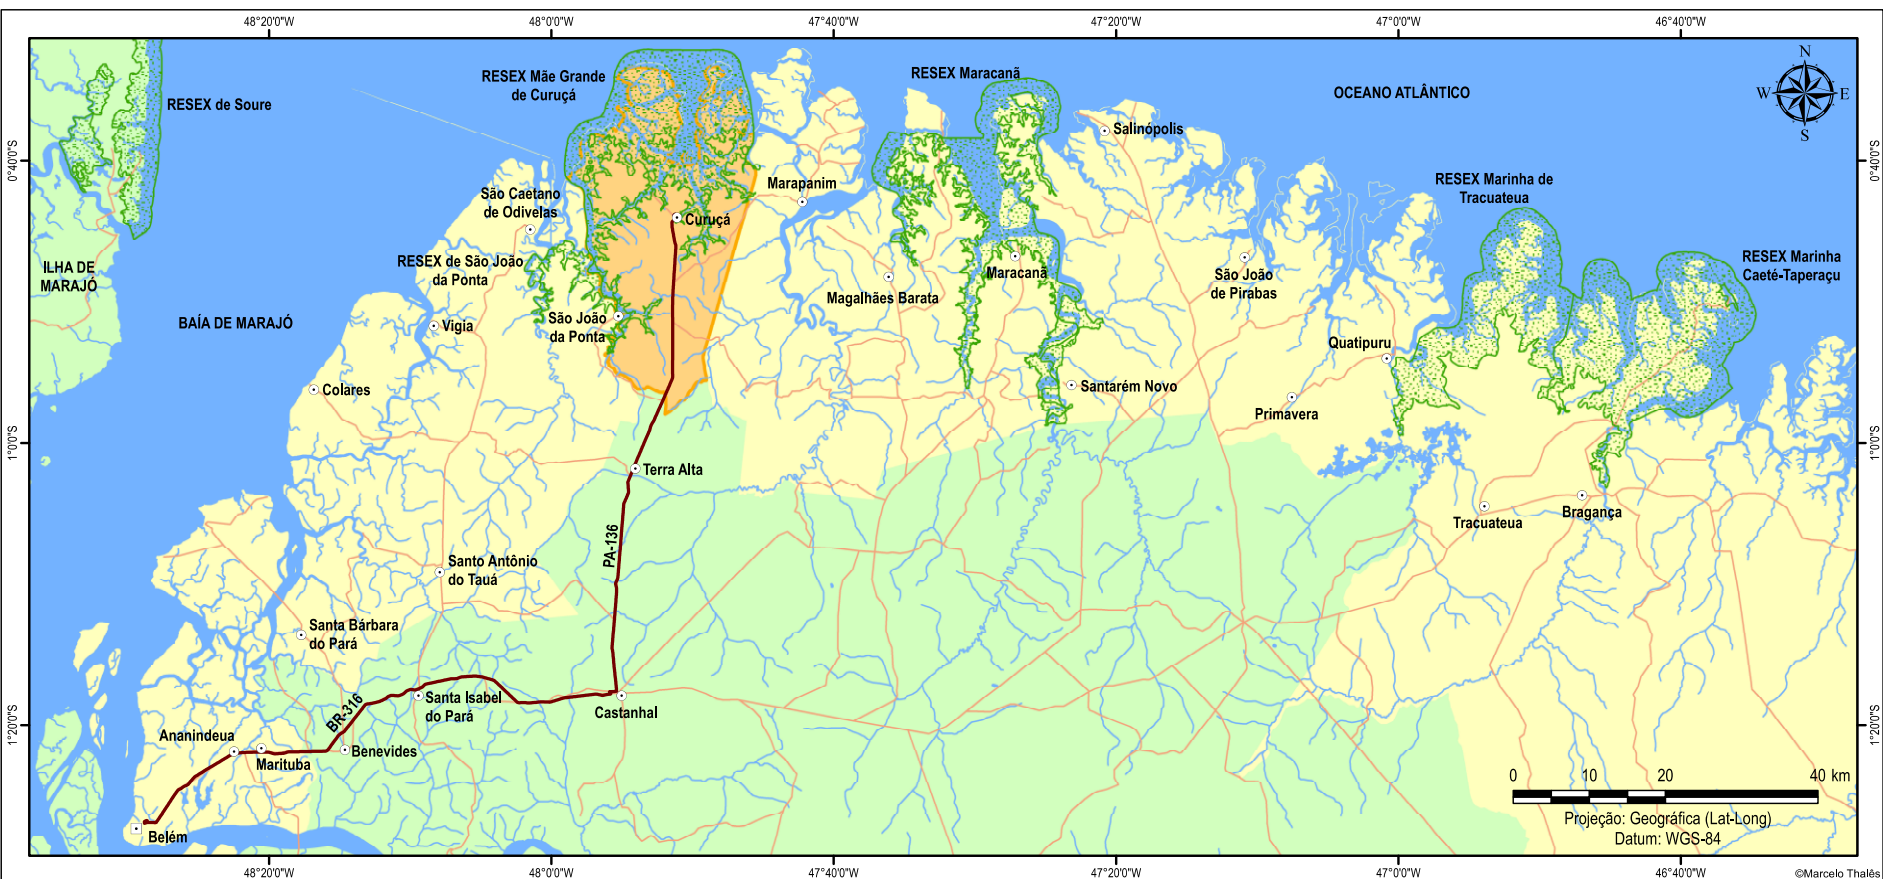 48°20'0"W
48°0'0"W
47°40'0"W
47°20'0"W
47°0'0"W
46°40'0"W
RESEX de Soure
RESEX Mãe Grande
de Curuçá
RESEX Maracanã
OCEANO ATLÂNTICO
N
W
E
S
Salinópolis
0°40'0"S
0°40'0"S
São Caetano
de Odivelas
Marapanim
RESEX Marinha de
Tracuateua
Curuçá
ILHA DE
MARAJÓ
RESEX de São João
da Ponta
Maracanã
Magalhães Barata
São João
de Pirabas
RESEX Marinha
Caeté-Taperaçu
BAÍA DE MARAJÓ
Vigia
São João
da Ponta
Quatipuru
Colares
Santarém Novo
Primavera
1°0'0"S
1°0'0"S
Terra Alta
PA-136
Tracuateua
Bragança
Santo Antônio
do Tauá
Santa Bárbara
do Pará
Santa Isabel
do Pará
BR-316
Castanhal
1°20'0"S
1°20'0"S
Ananindeua
Marituba
Benevides
Belém
0 10 20 40 km
Projeção: Geográfica (Lat-Long)
Datum: WGS-84
48°20'0"W
48°0'0"W
47°40'0"W
47°20'0"W
47°0'0"W
46°40'0"W
©Marcelo Thalês